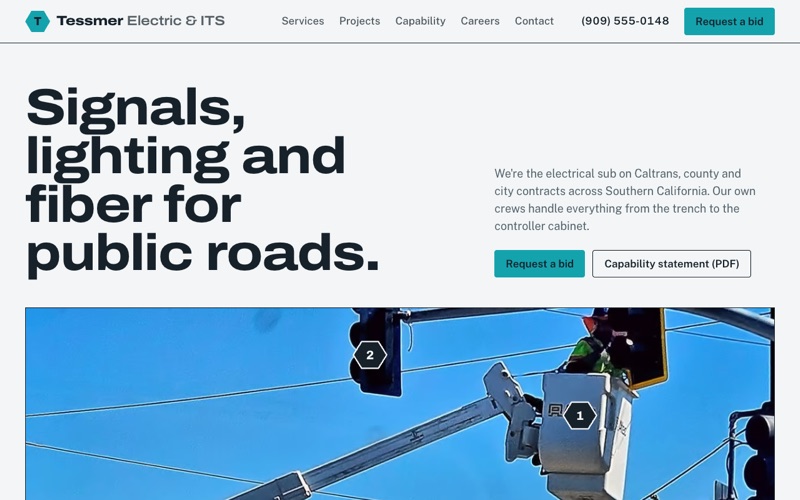 T Tessmer Electric & ITS
Services Projects Capability Careers Contact (909) 555-0148 Request a bid
Signals,
lighting and
fiber for
public roads.
We're the electrical sub on Caltrans, county and
city contracts across Southern California. Our own
crews handle everything from the trench to the
controller cabinet.
Request a bid Capability statement (PDF)
2
1